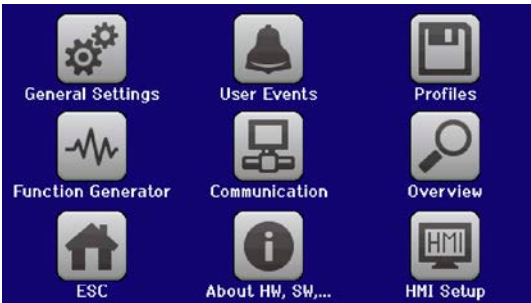 General Settings
User Events
Profiles
Function Generator
Communication
Overview
ESC
About HW, SW,...
HMI
HMI Setup